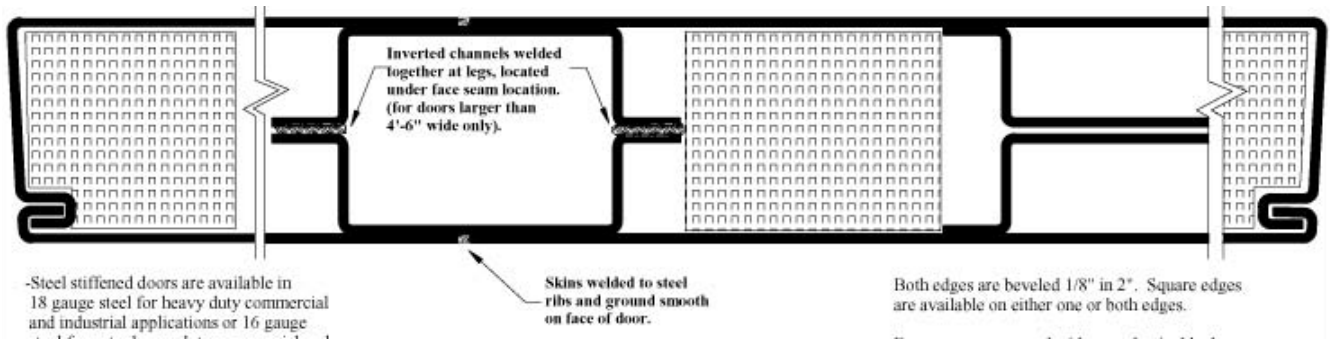 Inverted channels welded
together at legs, located
under face seam location.
(for doors larger than
4'-6" wide only).
-Steel stiffened doors are available in
18 gauge steel for heavy duty commercial
and industrial applications or 16 gauge
Skins welded to steel
ribs and ground smooth
on face of door.
Both edges are beveled 1/8" in 2". Square edges
are available on either one or both edges.